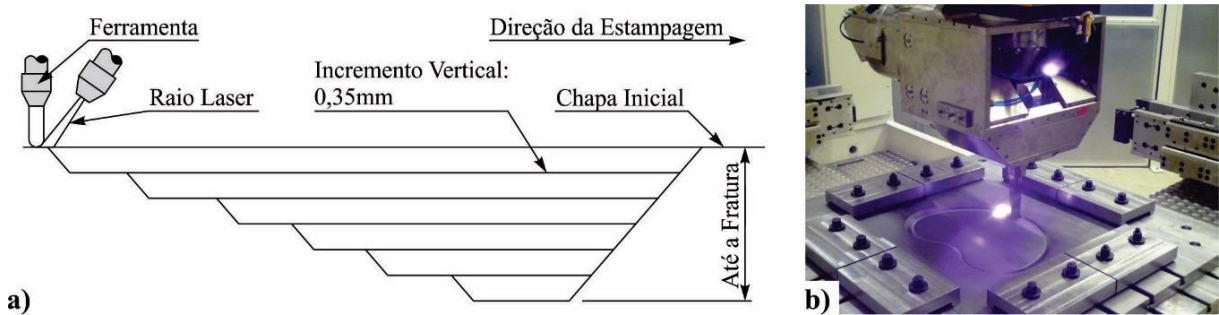 Ferramenta
Direção da Estampagem
Incremento Vertical:
0,35mm
Raio Laser
Chapa Inicial
Até a Fratura
a)
b)